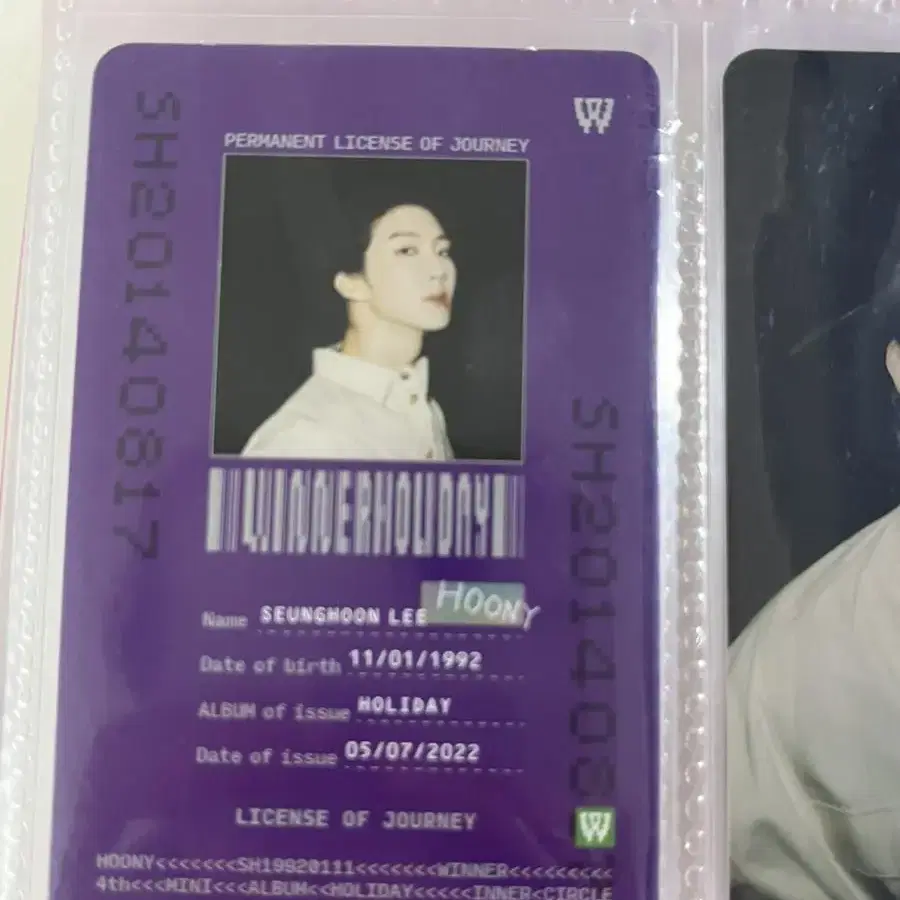 SH20140817
PERMANENT LICENSE OF JOURNEY
WINNERHOLIDAY
Name SEUNGHOON LEE HOONY
Date of birth 11/01/1992
ALBUM of issue HOLIDAY
Date of issue 05/07/2022
SH201408
LICENSE OF JOURNEY
HOONY<<<<<<<SH19920111<<<<<<<WINNER<<<<<<<<<
4th<<<MINI<<<ALBUM<<HOLIDAY<<<<<INNER<CIRCLE